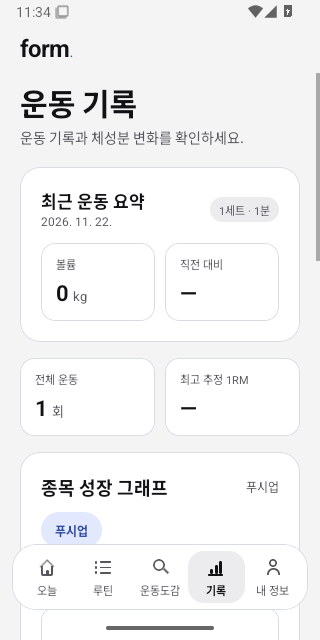 11:34
form.
운동 기록
운동 기록과 체성분 변화를 확인하세요.
최근 운동 요약
2026. 11. 22.
1세트 · 1분
볼륨
0 kg
직전 대비
—
전체 운동
1 회
최고 추정 1RM
—
종목 성장 그래프
푸시업
푸시업
오늘
루틴
운동도감
기록
내 정보